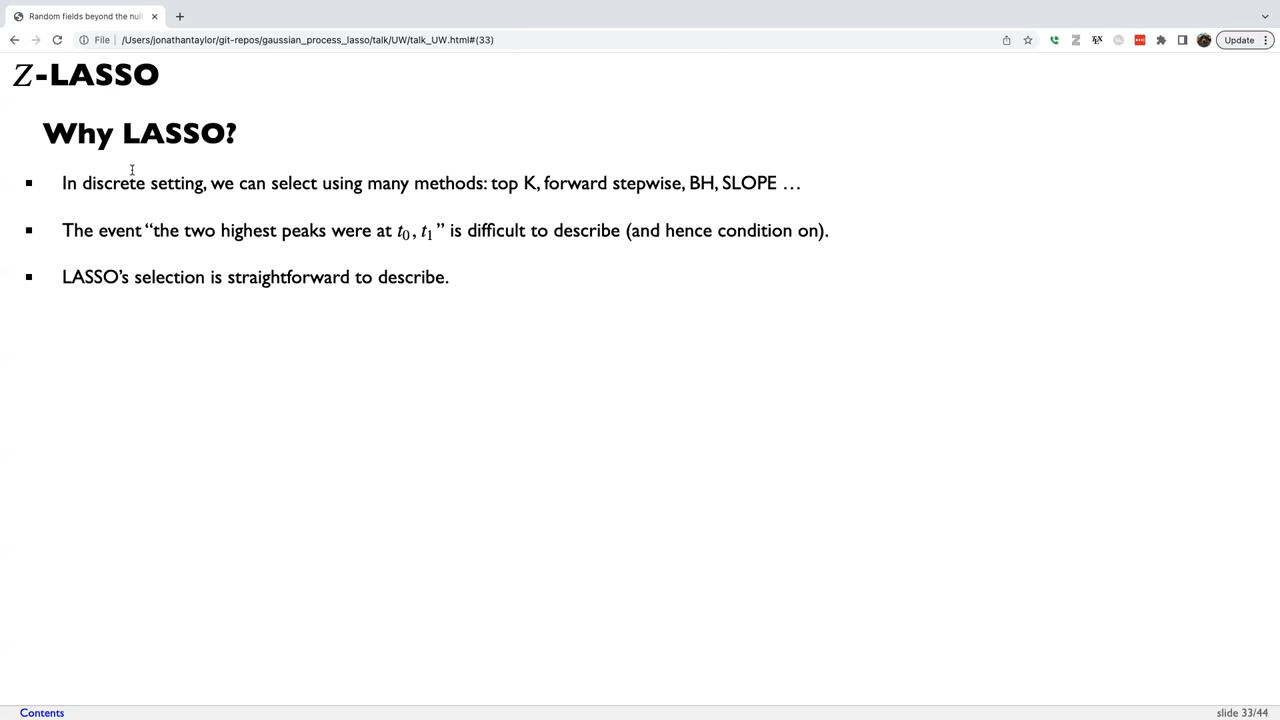 Random fields beyond the nul
File
/Users/jonathantaylor/git-repos/gaussian_process_lasso/talk/UW/talk_UW.html#(33)
Update
Z-LASSO
Why LASSO?
In discrete setting, we can select using many methods: top K, forward stepwise, BH, SLOPE …
The event “the two highest peaks were at t₀, t₁” is difficult to describe (and hence condition on).
LASSO’s selection is straightforward to describe.
Contents
slide 33/44